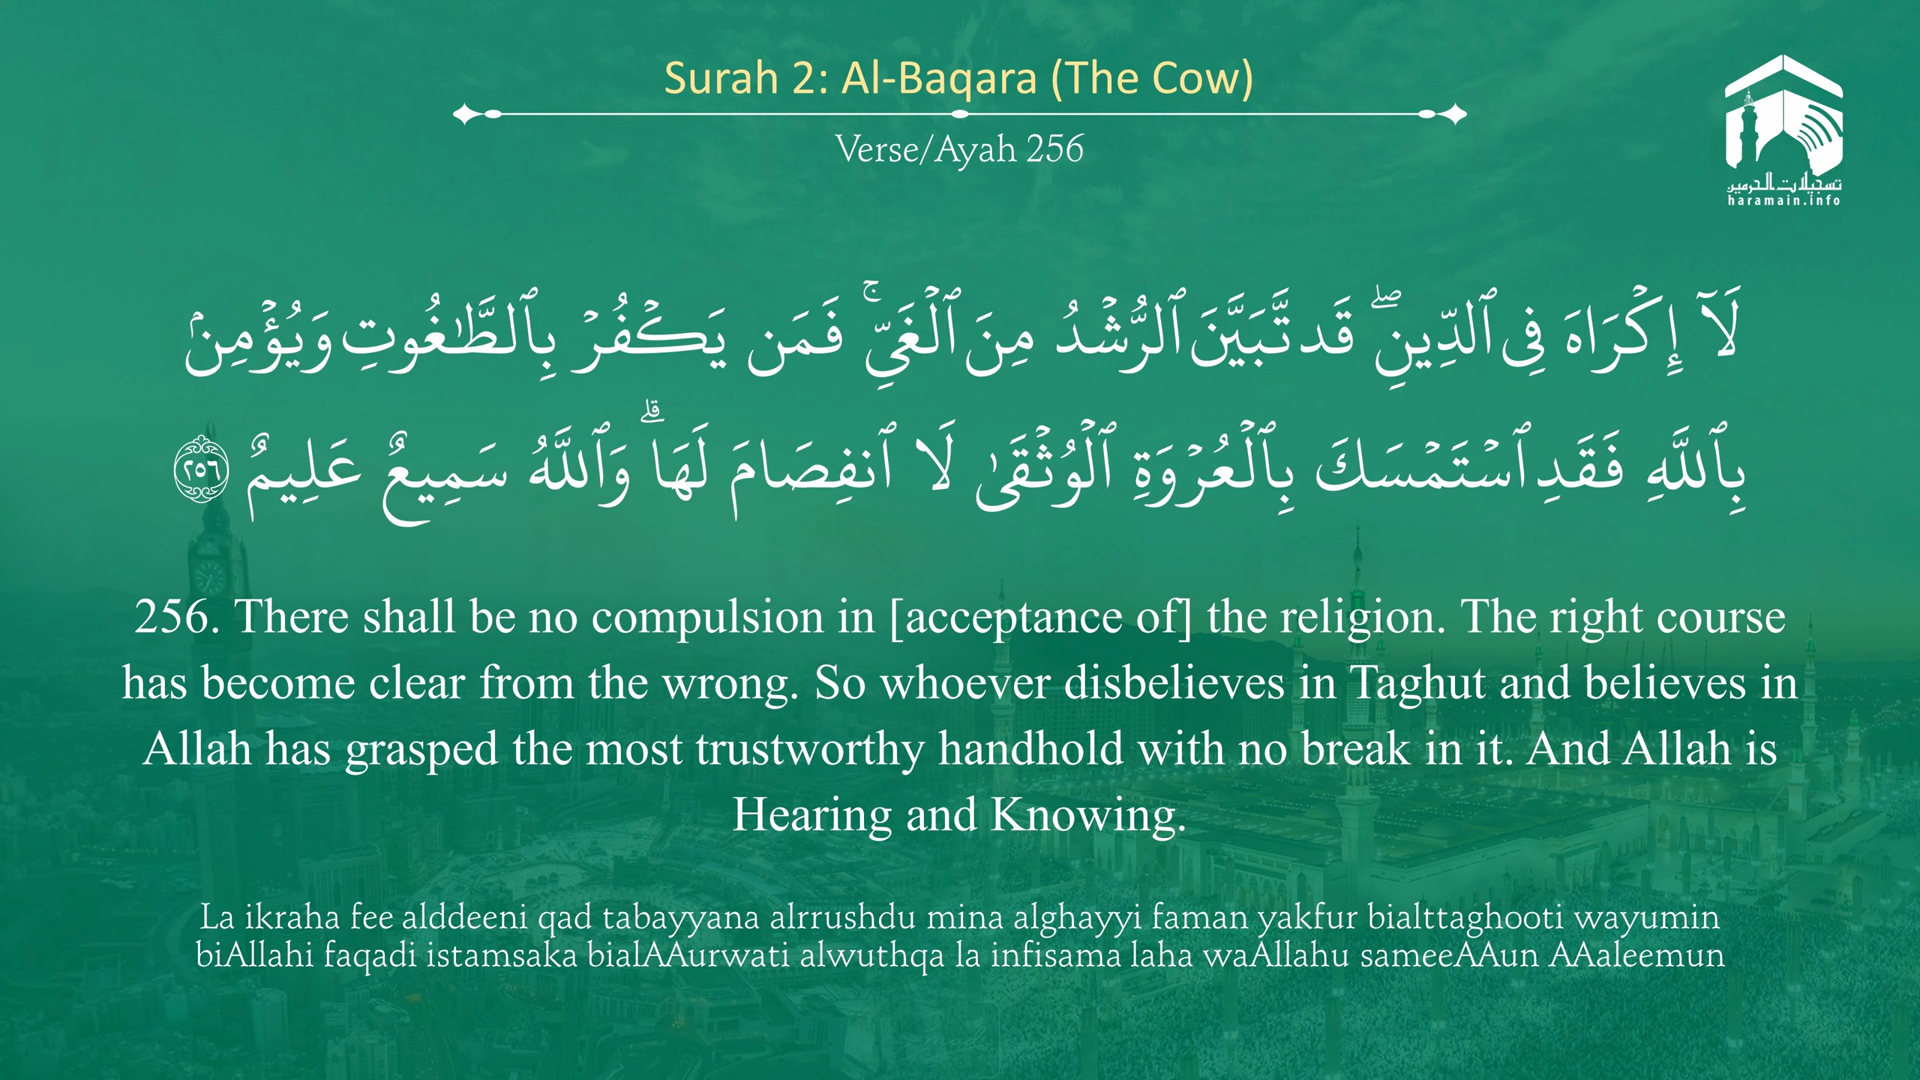 Surah 2: Al-Baqara (The Cow)
Verse/Ayah 256
تسجيلات الحرمين
haramain.info
لَآ إِكْرَاهَ فِى ٱلدِّينِ ۖ قَد تَّبَيَّنَ ٱلرُّشْدُ مِنَ ٱلْغَىِّ ۚ فَمَن يَكْفُرْ بِٱلطَّٰغُوتِ وَيُؤْمِنۢ
بِٱللَّهِ فَقَدِ ٱسْتَمْسَكَ بِٱلْعُرْوَةِ ٱلْوُثْقَىٰ لَا ٱنفِصَامَ لَهَا ۗ وَٱللَّهُ سَمِيعٌ عَلِيمٌ ٢٥٦
256. There shall be no compulsion in [acceptance of] the religion. The right course
has become clear from the wrong. So whoever disbelieves in Taghut and believes in
Allah has grasped the most trustworthy handhold with no break in it. And Allah is
Hearing and Knowing.
La ikraha fee alddeeni qad tabayyana alrrushdu mina alghayyi faman yakfur bialttaghooti wayumin
biAllahi faqadi istamsaka bialAAurwati alwuthqa la infisama laha waAllahu sameeAAun AAaleemun